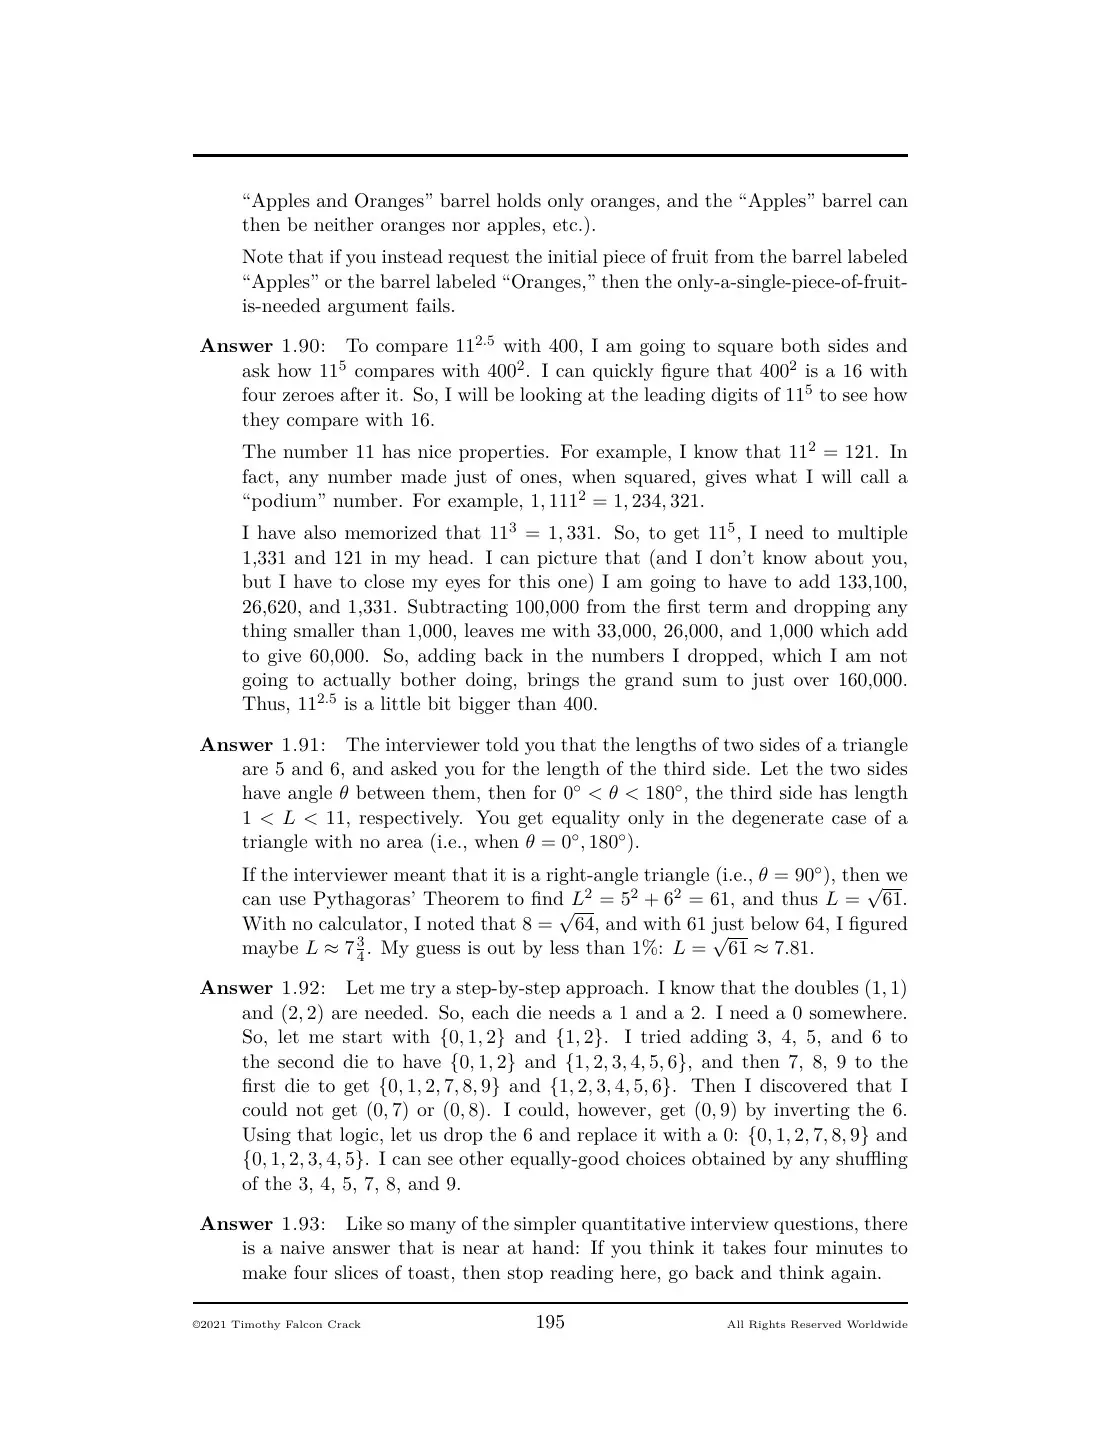 “Apples and Oranges” barrel holds only oranges, and the “Apples” barrel can
then be neither oranges nor apples, etc.).
Note that if you instead request the initial piece of fruit from the barrel labeled
“Apples” or the barrel labeled “Oranges,” then the only-a-single-piece-of-fruit-
is-needed argument fails.
Answer 1.90: To compare 11^2.5 with 400, I am going to square both sides and
ask how 11^5 compares with 400^2. I can quickly figure that 400^2 is a 16 with
four zeroes after it. So, I will be looking at the leading digits of 11^5 to see how
they compare with 16.
The number 11 has nice properties. For example, I know that 11^2 = 121. In
fact, any number made just of ones, when squared, gives what I will call a
“podium” number. For example, 1, 111^2 = 1, 234, 321.
I have also memorized that 11^3 = 1, 331. So, to get 11^5, I need to multiple
1,331 and 121 in my head. I can picture that (and I don’t know about you,
but I have to close my eyes for this one) I am going to have to add 133,100,
26,620, and 1,331. Subtracting 100,000 from the first term and dropping any
thing smaller than 1,000, leaves me with 33,000, 26,000, and 1,000 which add
to give 60,000. So, adding back in the numbers I dropped, which I am not
going to actually bother doing, brings the grand sum to just over 160,000.
Thus, 11^2.5 is a little bit bigger than 400.
Answer 1.91: The interviewer told you that the lengths of two sides of a triangle
are 5 and 6, and asked you for the length of the third side. Let the two sides
have angle θ between them, then for 0° < θ < 180°, the third side has length
1 < L < 11, respectively. You get equality only in the degenerate case of a
triangle with no area (i.e., when θ = 0°, 180°).
If the interviewer meant that it is a right-angle triangle (i.e., θ = 90°), then we
can use Pythagoras’ Theorem to find L^2 = 5^2 + 6^2 = 61, and thus L = √61.
With no calculator, I noted that 8 = √64, and with 61 just below 64, I figured
maybe L ≈ 7 3/4. My guess is out by less than 1%: L = √61 ≈ 7.81.
Answer 1.92: Let me try a step-by-step approach. I know that the doubles (1, 1)
and (2, 2) are needed. So, each die needs a 1 and a 2. I need a 0 somewhere.
So, let me start with {0, 1, 2} and {1, 2}. I tried adding 3, 4, 5, and 6 to
the second die to have {0, 1, 2} and {1, 2, 3, 4, 5, 6}, and then 7, 8, 9 to the
first die to get {0, 1, 2, 7, 8, 9} and {1, 2, 3, 4, 5, 6}. Then I discovered that I
could not get (0, 7) or (0, 8). I could, however, get (0, 9) by inverting the 6.
Using that logic, let us drop the 6 and replace it with a 0: {0, 1, 2, 7, 8, 9} and
{0, 1, 2, 3, 4, 5}. I can see other equally-good choices obtained by any shuffling
of the 3, 4, 5, 7, 8, and 9.
Answer 1.93: Like so many of the simpler quantitative interview questions, there
is a naive answer that is near at hand: If you think it takes four minutes to
make four slices of toast, then stop reading here, go back and think again.
©2021 Timothy Falcon Crack 195 All Rights Reserved Worldwide